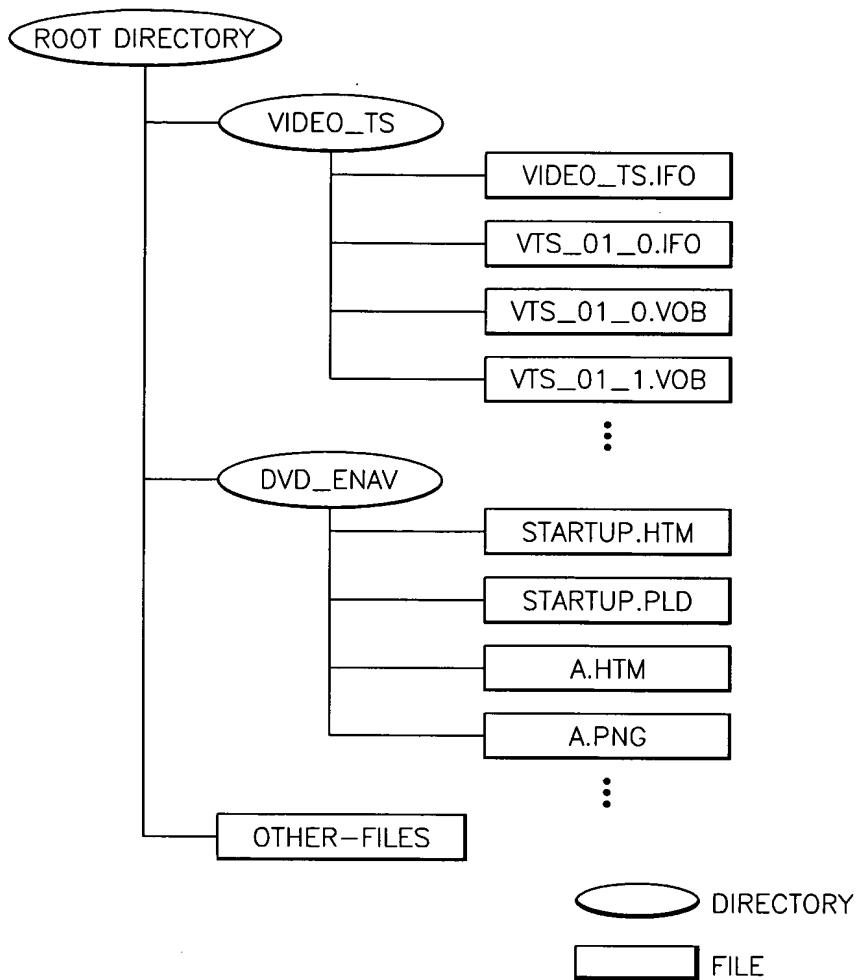 ROOT DIRECTORY
VIDEO_TS
VIDEO_TS.IFO
VTS_01_0.IFO
VTS_01_0.VOB
VTS_01_1.VOB
DVD_ENAV
STARTUP.HTM
STARTUP.PLD
A.HTM
A.PNG
OTHER-FILES
DIRECTORY
FILE